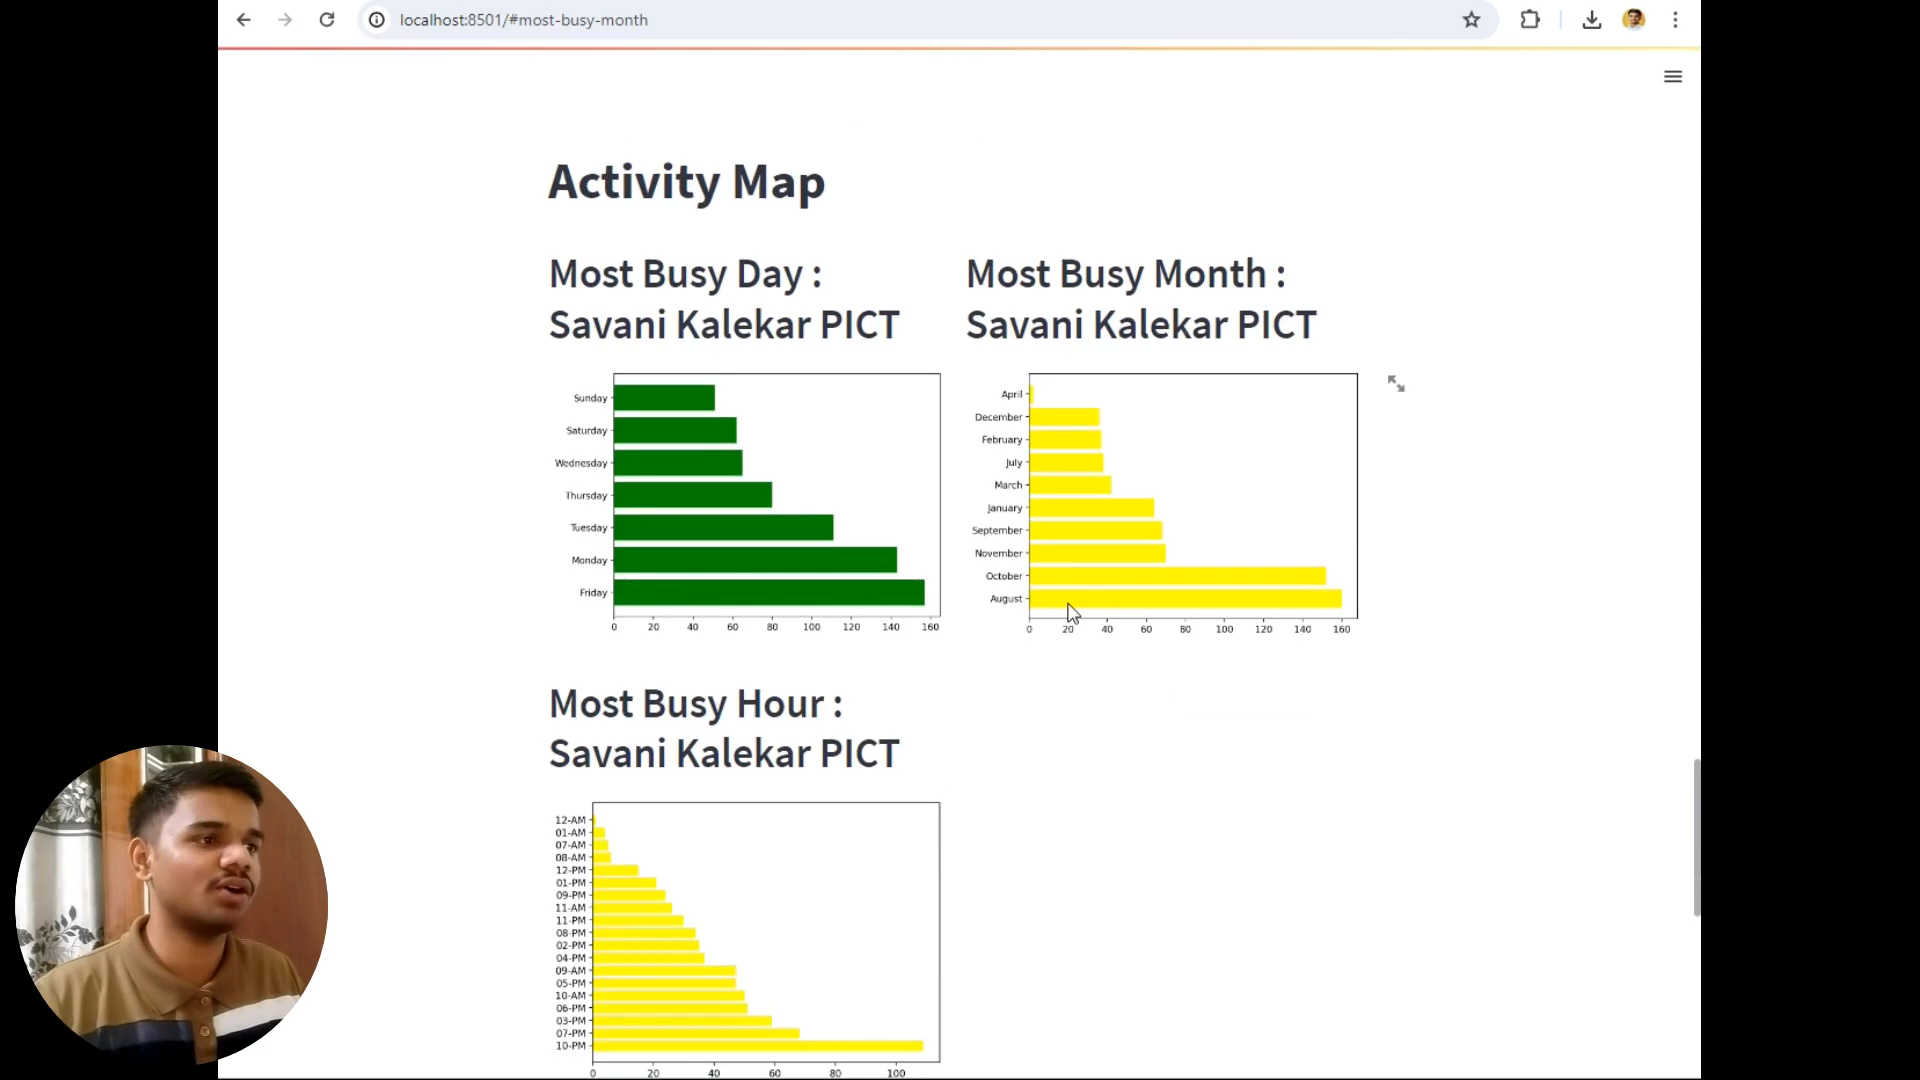 localhost:8501/#most-busy-month
Activity Map
Most Busy Day :
Savani Kalekar PICT
Sunday
Saturday
Wednesday
Thursday
Tuesday
Monday
Friday
0 20 40 60 80 100 120 140 160
Most Busy Month :
Savani Kalekar PICT
April
December
February
July
March
January
September
November
October
August
0 20 40 60 80 100 120 140 160
Most Busy Hour :
Savani Kalekar PICT
12-AM
01-AM
07-AM
08-AM
12-PM
01-PM
09-PM
11-AM
11-PM
08-PM
02-PM
04-PM
09-AM
05-PM
10-AM
06-PM
03-PM
07-PM
10-PM
0 20 40 60 80 100